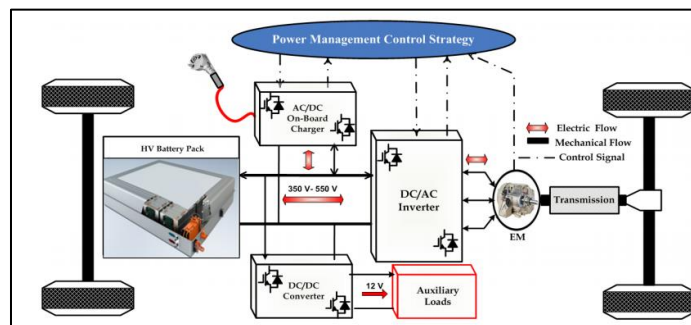 Power Management Control Strategy
AC/DC
On-Board
Charger
HV Battery Pack
350 V- 550 V
DC/AC
Inverter
Electric Flow
Mechanical Flow
Control Signal
Transmission
EM
DC/DC
Converter
12 V
Auxiliary
Loads